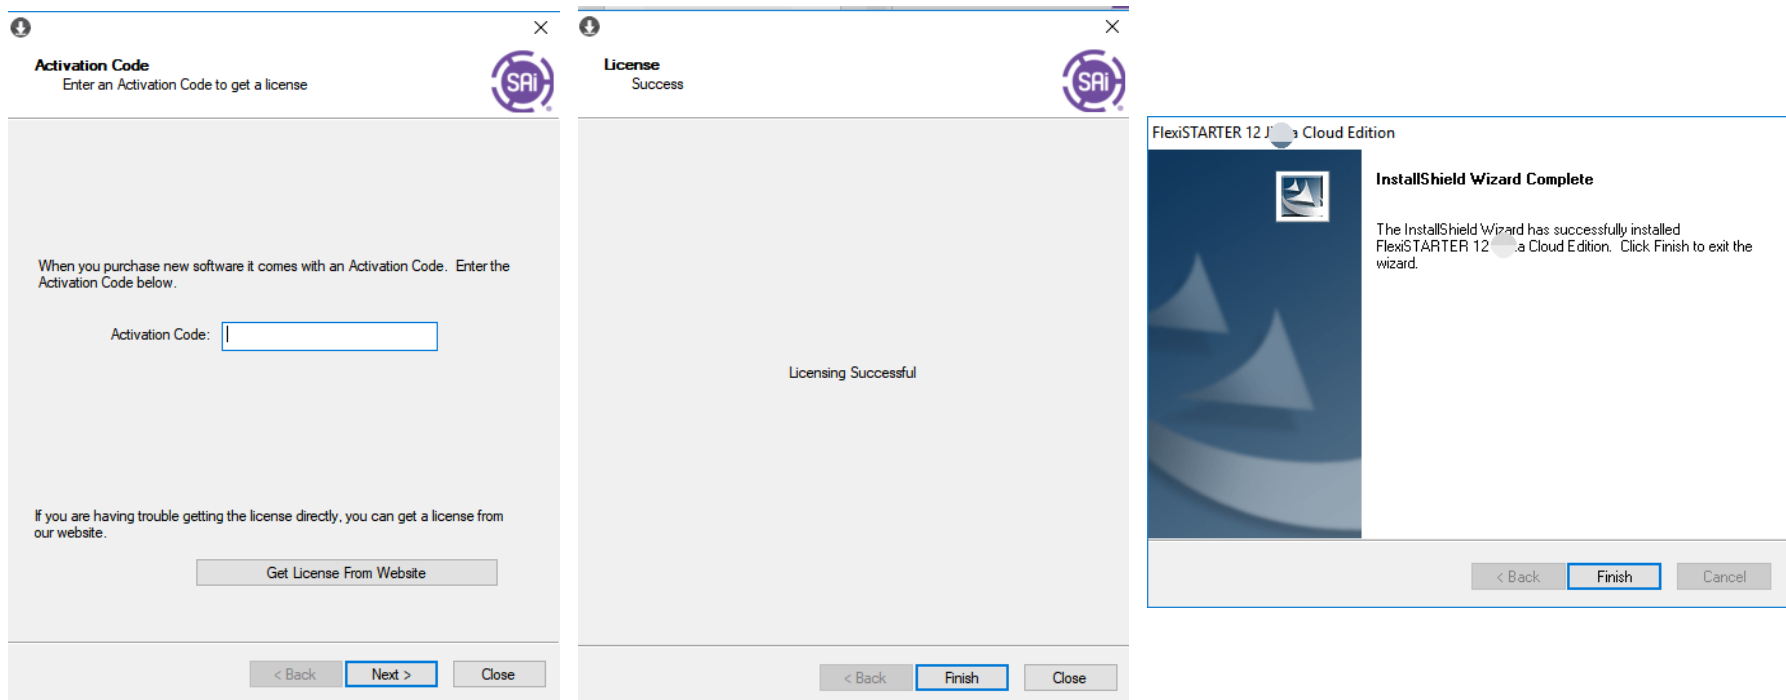 Activation Code
Enter an Activation Code to get a license
SAi
When you purchase new software it comes with an Activation Code. Enter the
Activation Code below.
Activation Code:
If you are having trouble getting the license directly, you can get a license from
our website.
Get License From Website
< Back
Next >
Close
License
Success
SAi
Licensing Successful
< Back
Finish
Close
FlexiSTARTER 12 Cloud Edition
InstallShield Wizard Complete
The InstallShield Wizard has successfully installed
FlexiSTARTER 12 Cloud Edition. Click Finish to exit the
wizard.
< Back
Finish
Cancel